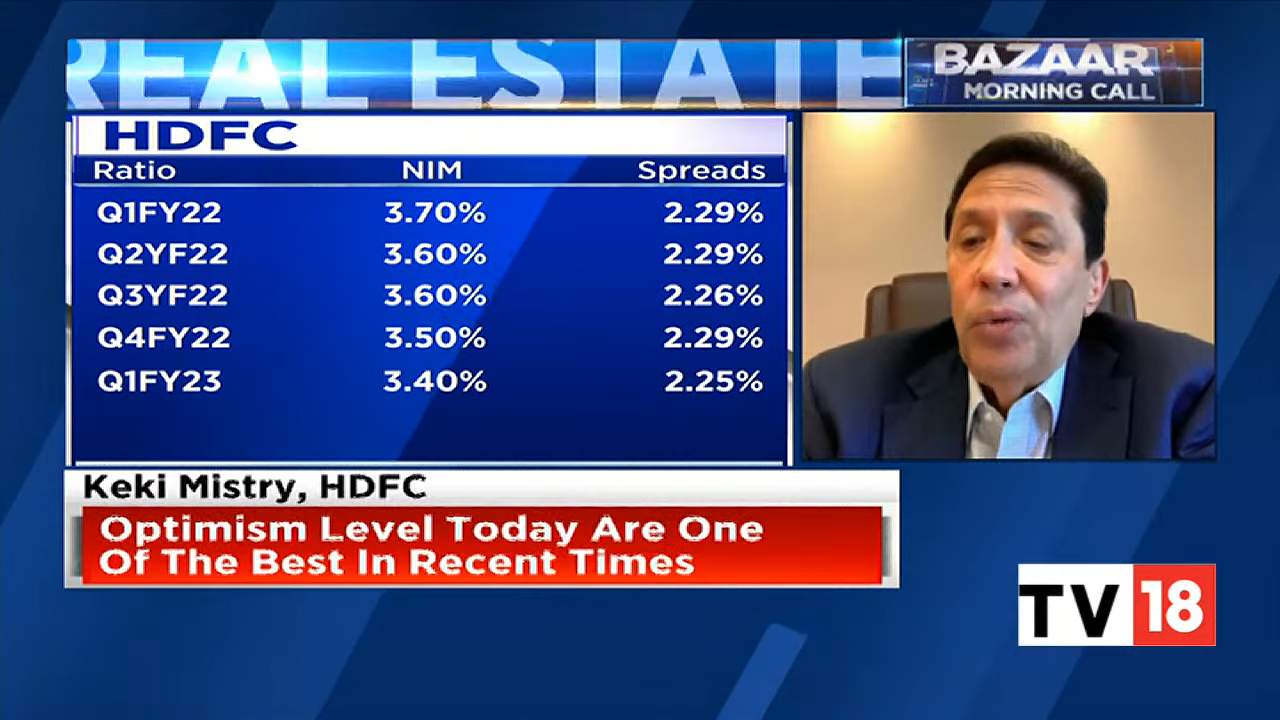 REAL ESTATE
BAZAAR
MORNING CALL
HDFC
Ratio NIM Spreads
Q1FY22 3.70% 2.29%
Q2YF22 3.60% 2.29%
Q3YF22 3.60% 2.26%
Q4FY22 3.50% 2.29%
Q1FY23 3.40% 2.25%
Keki Mistry, HDFC
Optimism Level Today Are One
Of The Best In Recent Times
TV18